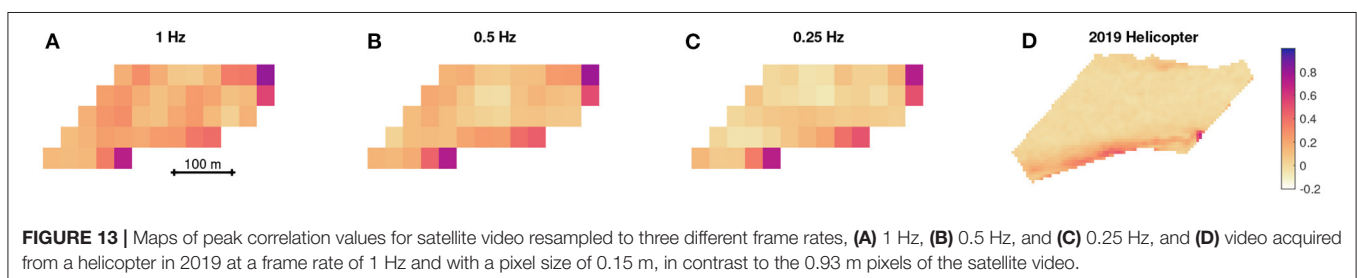 A 1 Hz
B 0.5 Hz
C 0.25 Hz
D 2019 Helicopter
100 m
0.8
0.6
0.4
0.2
0
-0.2
FIGURE 13 | Maps of peak correlation values for satellite video resampled to three different frame rates, (A) 1 Hz, (B) 0.5 Hz, and (C) 0.25 Hz, and (D) video acquired
from a helicopter in 2019 at a frame rate of 1 Hz and with a pixel size of 0.15 m, in contrast to the 0.93 m pixels of the satellite video.